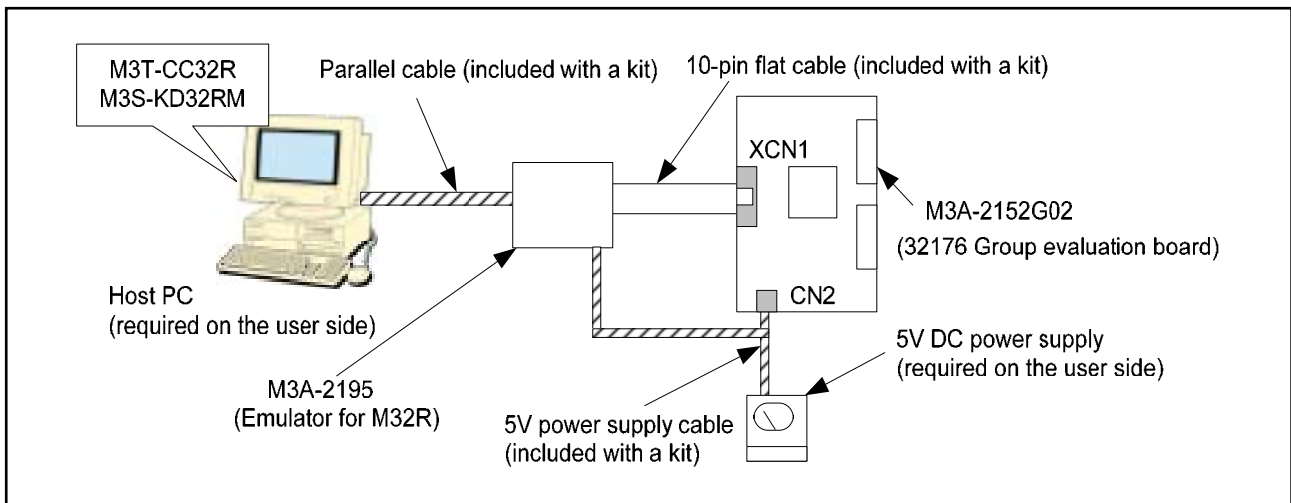 M3T-CC32R
M3S-KD32RM
Parallel cable (included with a kit)
10-pin flat cable (included with a kit)
XCN1
M3A-2152G02
(32176 Group evaluation board)
CN2
Host PC
(required on the user side)
5V DC power supply
(required on the user side)
M3A-2195
(Emulator for M32R)
5V power supply cable
(included with a kit)